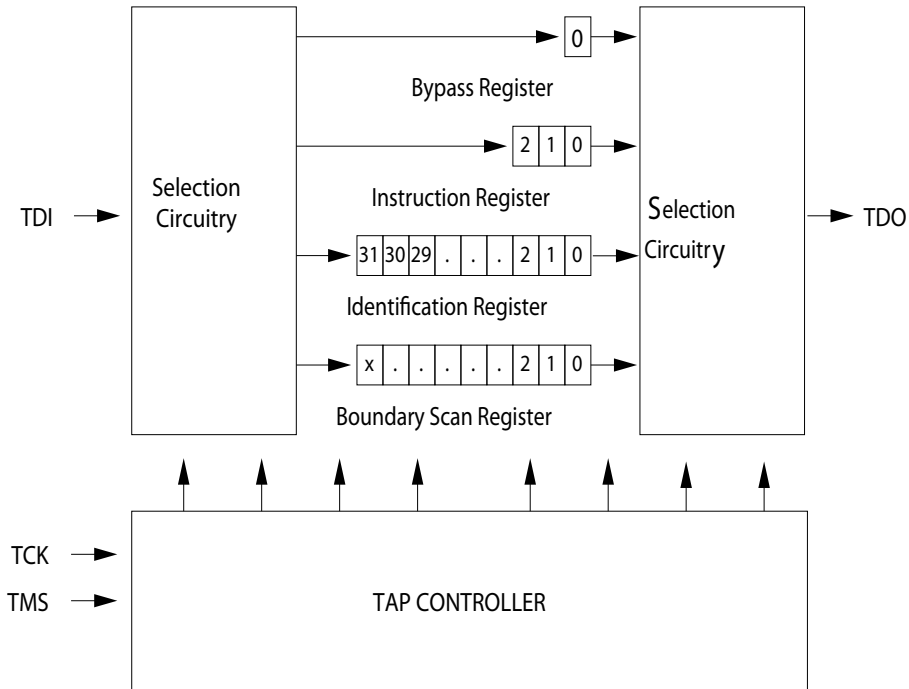 0
Bypass Register
2 1 0
Selection
Circuitry
Instruction Register
Selection
Circuitry
TDI
TDO
31 30 29 . . . 2 1 0
Identification Register
x . . . . . 2 1 0
Boundary Scan Register
TCK
TMS
TAP CONTROLLER